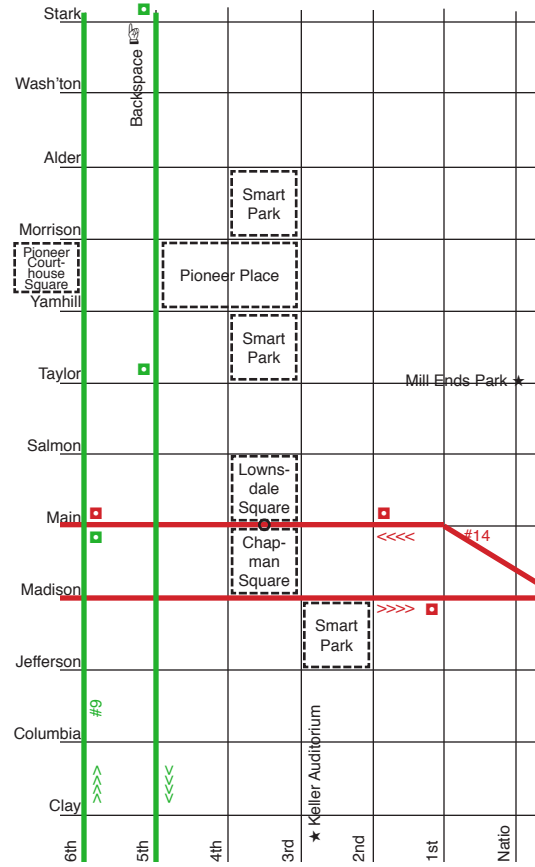 Stark
Backspace
Wash'ton
Alder
Smart
Park
Morrison
Pioneer
Court-
house
Square
Pioneer Place
Yamhill
Smart
Park
Taylor
Mill Ends Park ★
Salmon
Lowns-
dale
Square
Main
<<<<
#14
Chap-
man
Square
Madison
>>>>
Smart
Park
Jefferson
#9
Columbia
★ Keller Auditorium
>>>>
<<<<
Clay
6th
5th
4th
3rd
2nd
1st
Natio